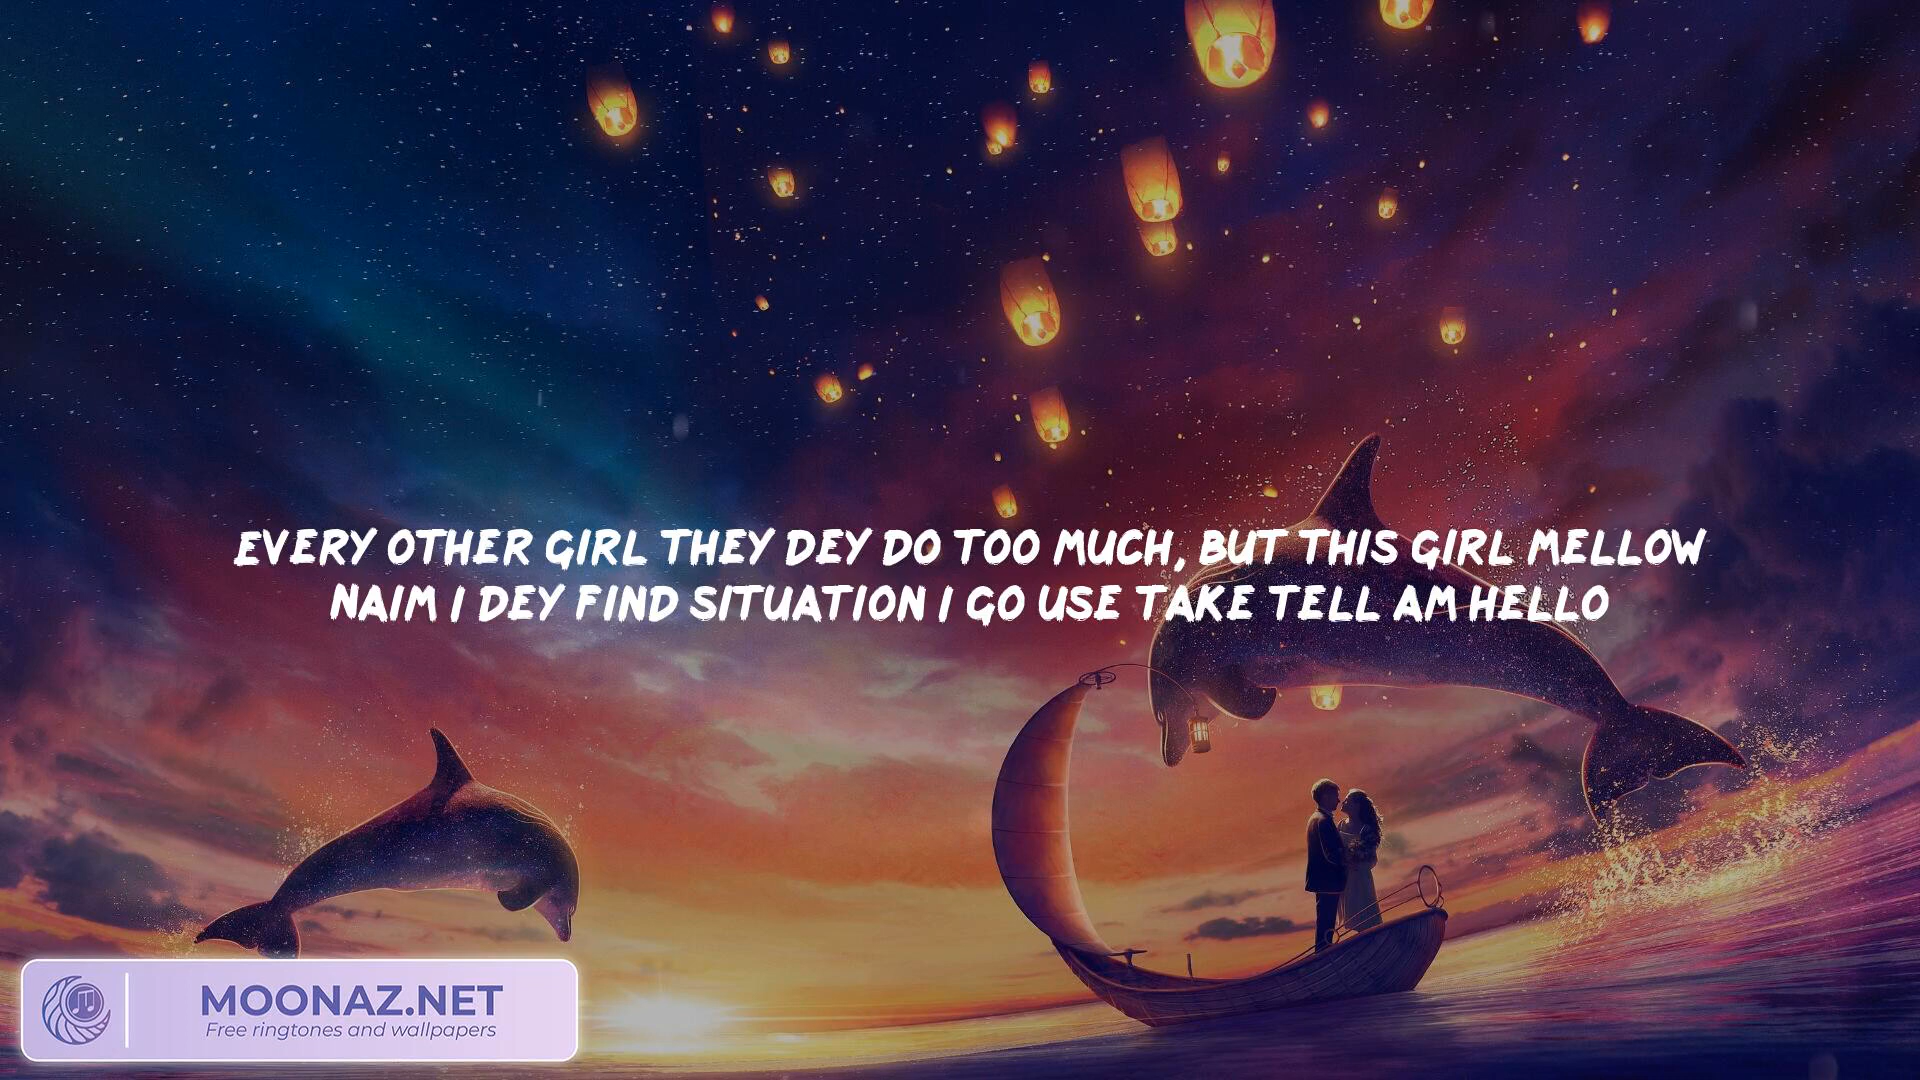 EVERY OTHER GIRL THEY DEY DO TOO MUCH, BUT THIS GIRL MELLOW
NAIM I DEY FIND SITUATION I GO USE TAKE TELL AM HELLO
MOONAZ.NET
Free ringtones and wallpapers